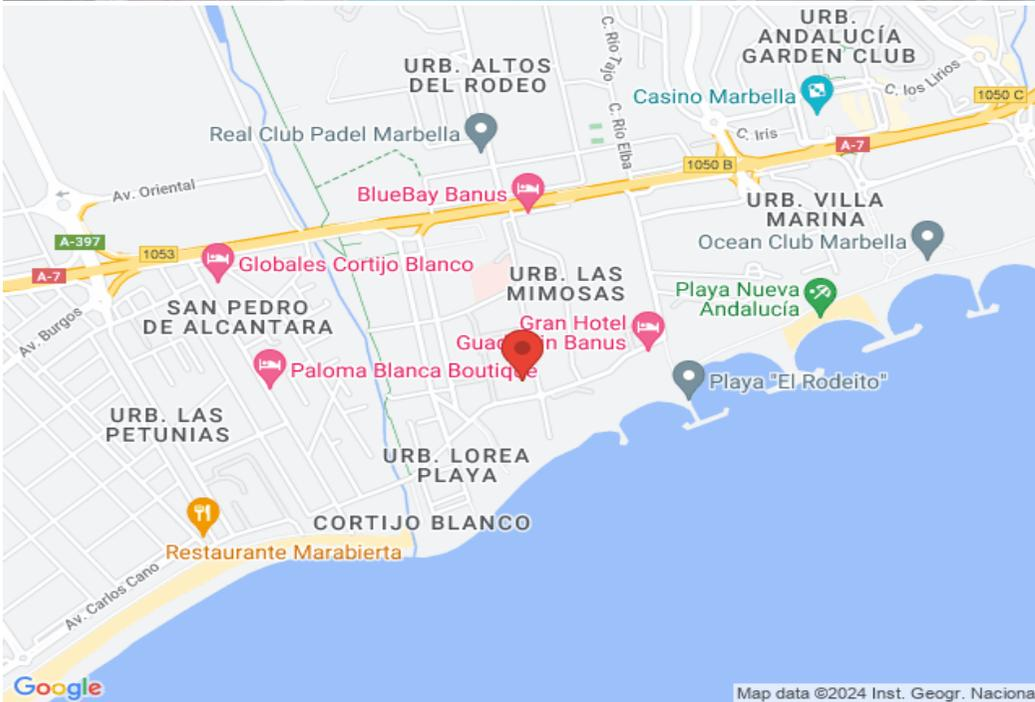 URB.
ANDALUCÍA
GARDEN CLUB
C. Río Tajo
C. los Lirios
URB. ALTOS
DEL RODEO
Casino Marbella
1050 C
Real Club Padel Marbella
C. Río Elba
C. Iris
A-7
1050 B
Av. Oriental
BlueBay Banus
URB. VILLA
MARINA
A-397
1053
Ocean Club Marbella
A-7
Globales Cortijo Blanco
URB. LAS
MIMOSAS
Playa Nueva
Andalucía
SAN PEDRO
DE ALCANTARA
Av. Burgos
Gran Hotel
Banus
Paloma Blanca Boutique
Playa "El Rodeito"
URB. LAS
PETUNIAS
URB. LOREA
PLAYA
CORTIJO BLANCO
Restaurante Marabierta
Av. Carlos Cano
Google
Map data ©2024 Inst. Geogr. Naciona